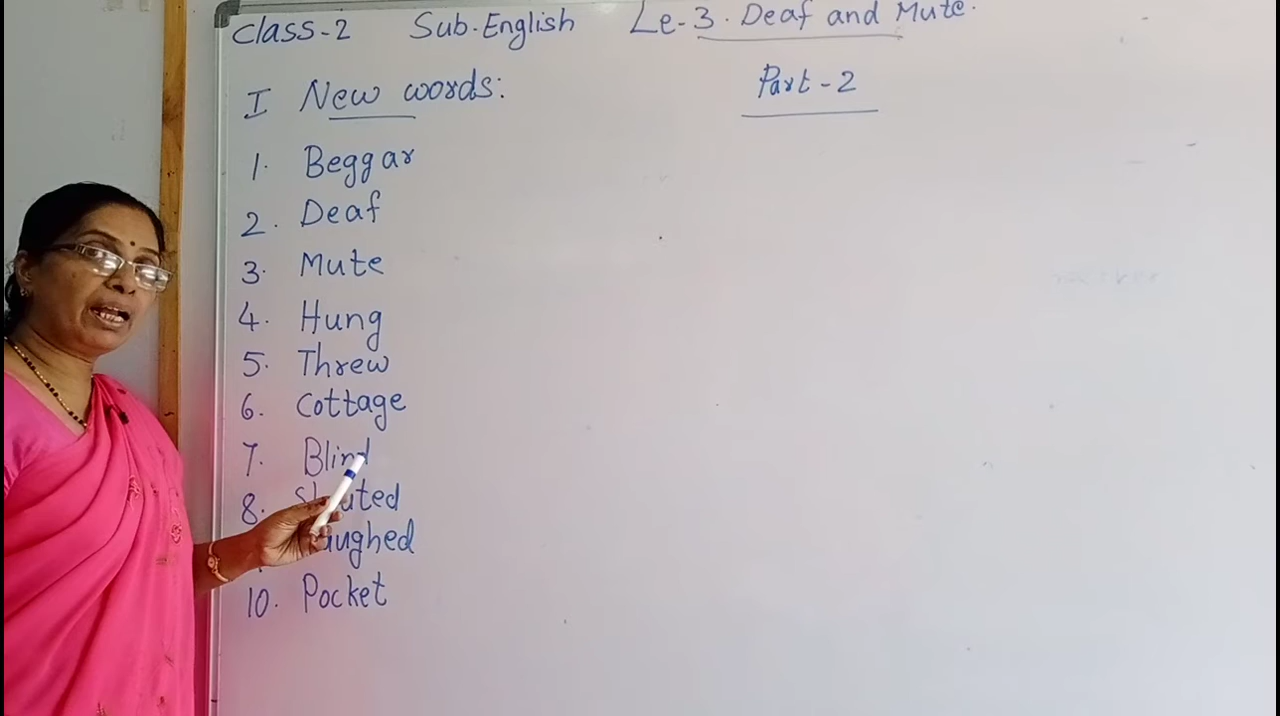 Class-2 Sub.English Le-3. Deaf and Mute.
I New words: Part-2
1. Beggar
2. Deaf
3. Mute
4. Hung
5. Threw
6. Cottage
7. Blind
8.
10. Pocket